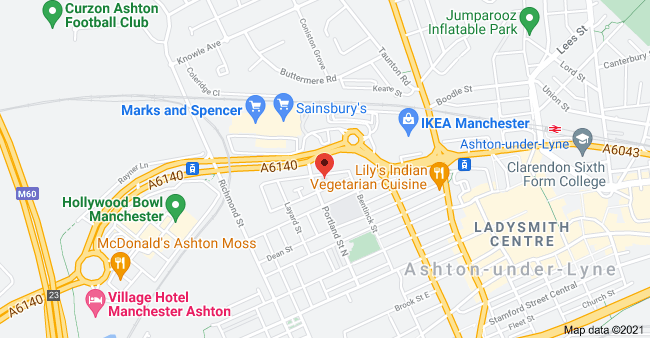 Curzon Ashton
Football Club
Jumparooz
Inflatable Park
Knowle Ave
Coniston Grove
Taunton Rd
Lees St
Canterbury
Lord St
Buttermere Rd
Coleridge Cl
Keane St
Boodle St
Union St
Marks and Spencer
Sainsbury's
IKEA Manchester
Ashton-under-Lyne
A6043
A6140
A6140
Rayner Ln
M60
Lily's Indian
Vegetarian Cuisine
Clarendon Sixth
Form College
Hollywood Bowl
Manchester
Richmond St
Layard St
Portland St N
Bentinck St
LADYSMITH
CENTRE
McDonald's Ashton Moss
Dean St
Ashton-under-Lyne
Village Hotel
Manchester Ashton
23
A6140
Brook St E
Stamford Street Central
Church St
Fleet St
Map data ©2021